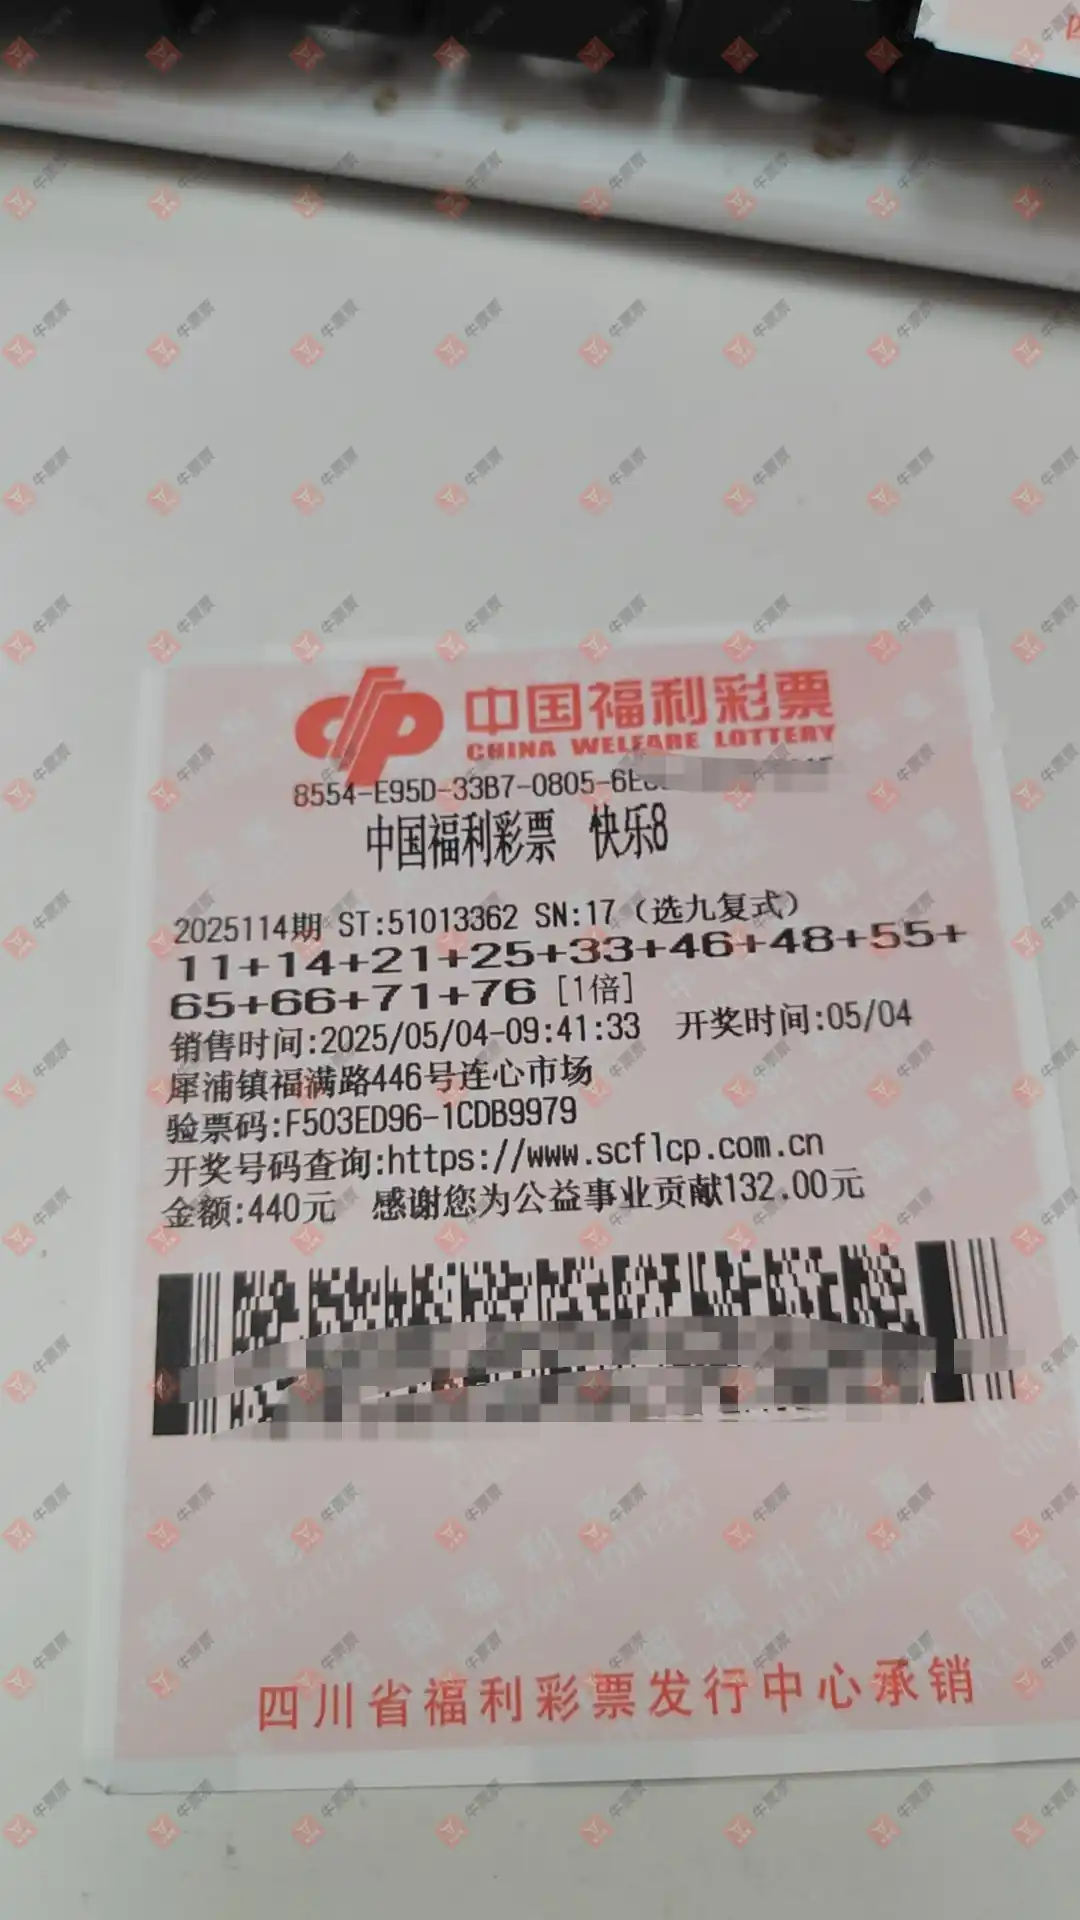 中国福利彩票
CHINA WELFARE LOTTERY
8554-E95D-33B7-0805-6E
中国福利彩票 快乐8
2025114期 ST:51013362 SN:17（选九复式）
11+14+21+25+33+46+48+55+
65+66+71+76 [1倍]
销售时间:2025/05/04-09:41:33 开奖时间:05/04
犀浦镇福满路446号连心市场
验票码:F503ED96-1CDB9979
开奖号码查询:https://www.scflcp.com.cn
金额:440元 感谢您为公益事业贡献132.00元
四川省福利彩票发行中心承销
牛票票